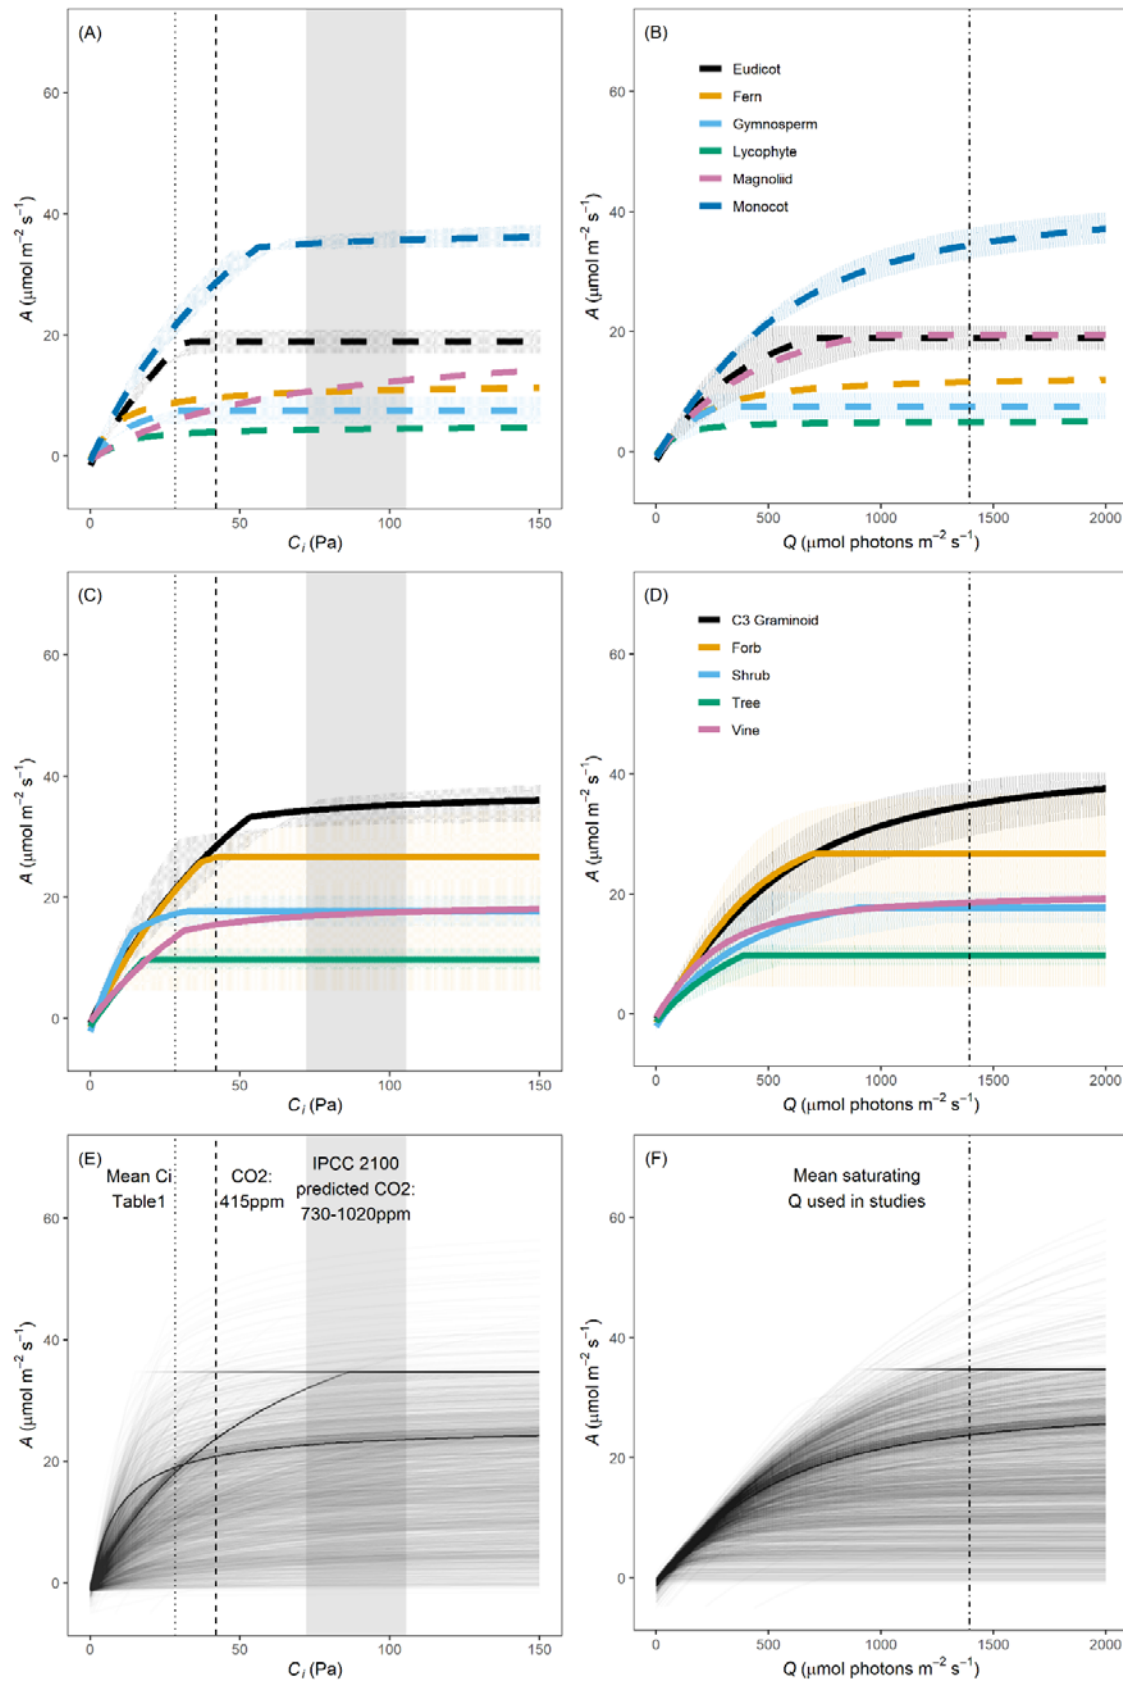 (A)
60
40
20
0
A (μmol m−2 s−1)
0
50
100
150
Ci (Pa)
(B)
Eudicot
Fern
Gymnosperm
Lycophyte
Magnoliid
Monocot
60
40
20
0
A (μmol m−2 s−1)
0
500
1000
1500
2000
Q (μmol photons m−2 s−1)
(C)
60
40
20
0
A (μmol m−2 s−1)
0
50
100
150
Ci (Pa)
(D)
C3 Graminoid
Forb
Shrub
Tree
Vine
60
40
20
0
A (μmol m−2 s−1)
0
500
1000
1500
2000
Q (μmol photons m−2 s−1)
(E)
Mean Ci
Table1
CO2:
415ppm
IPCC 2100
predicted CO2:
730-1020ppm
60
40
20
0
A (μmol m−2 s−1)
0
50
100
150
Ci (Pa)
(F)
Mean saturating
Q used in studies
60
40
20
0
A (μmol m−2 s−1)
0
500
1000
1500
2000
Q (μmol photons m−2 s−1)